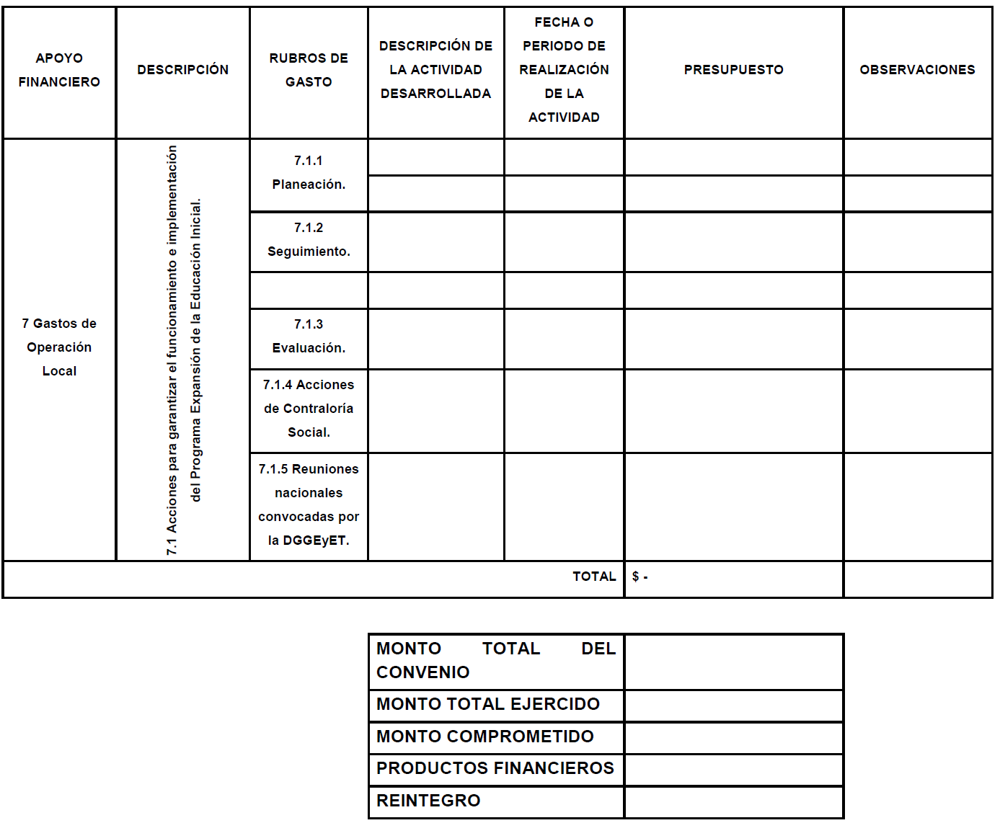 APOYO
FINANCIERO
DESCRIPCIÓN
RUBROS DE
GASTO
DESCRIPCIÓN DE
LA ACTIVIDAD
DESARROLLADA
FECHA O
PERIODO DE
REALIZACIÓN
DE LA
ACTIVIDAD
PRESUPUESTO
OBSERVACIONES
7 Gastos de
Operación
Local
7.1 Acciones para garantizar el funcionamiento e implementación
del Programa Expansión de la Educación Inicial.
7.1.1
Planeación.
7.1.2
Seguimiento.
7.1.3
Evaluación.
7.1.4 Acciones
de Contraloría
Social.
7.1.5 Reuniones
nacionales
convocadas por
la DGGEyET.
TOTAL
$ -
MONTO TOTAL DEL
CONVENIO
MONTO TOTAL EJERCIDO
MONTO COMPROMETIDO
PRODUCTOS FINANCIEROS
REINTEGRO